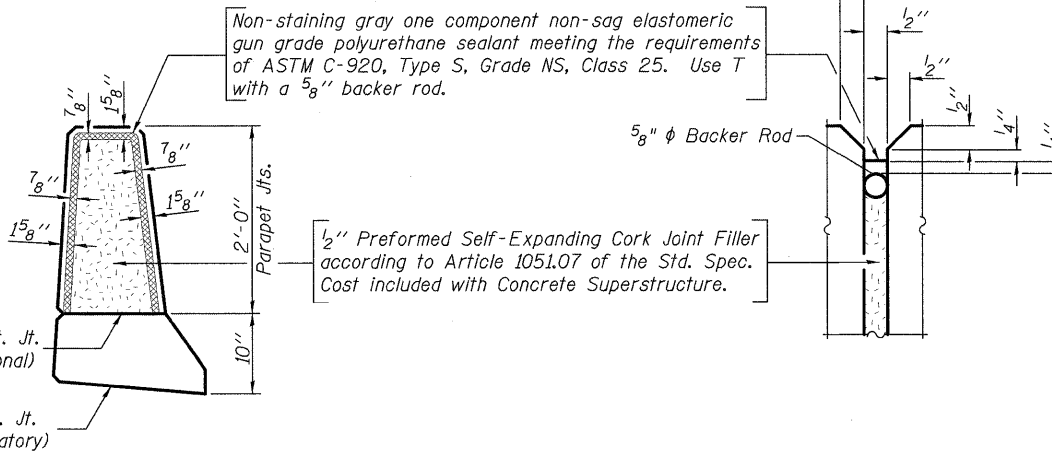 Non-staining gray one component non-sag elastomeric
gun grade polyurethane sealant meeting the requirements
of ASTM C-920, Type S, Grade NS, Class 25. Use T
with a 5/8" backer rod.
1/2"
1/2"
1/2"
1/4"
7/8"
1 5/8"
5/8" ϕ Backer Rod
7/8"
7/8"
1 5/8"
1 5/8"
2'-0"
Parapet Jts.
1/2" Preformed Self-Expanding Cork Joint Filler
according to Article 1051.07 of the Std. Spec.
Cost included with Concrete Superstructure.
t. Jt.
onal)
10"
. Jt.
atory)